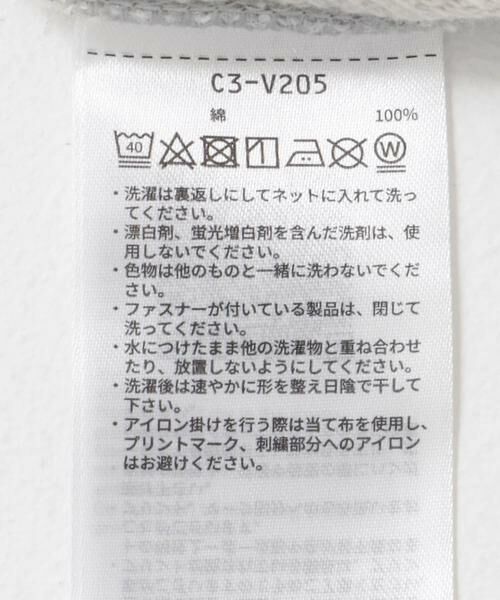 C3-V205
綿 100%
40 W
・洗濯は裏返しにしてネットに入れて洗っ
てください。
・漂白剤、蛍光増白剤を含んだ洗剤は、使
用しないでください。
・色物は他のものと一緒に洗わないでくだ
さい。
・ファスナーが付いている製品は、閉じて
洗ってください。
・水につけたまま他の洗濯物と重ね合わせ
たり、放置しないようにしてください。
・洗濯後は速やかに形を整え日陰で干して
下さい。
・アイロン掛けを行う際は当て布を使用し、
プリントマーク、刺繍部分へのアイロン
はお避けください。